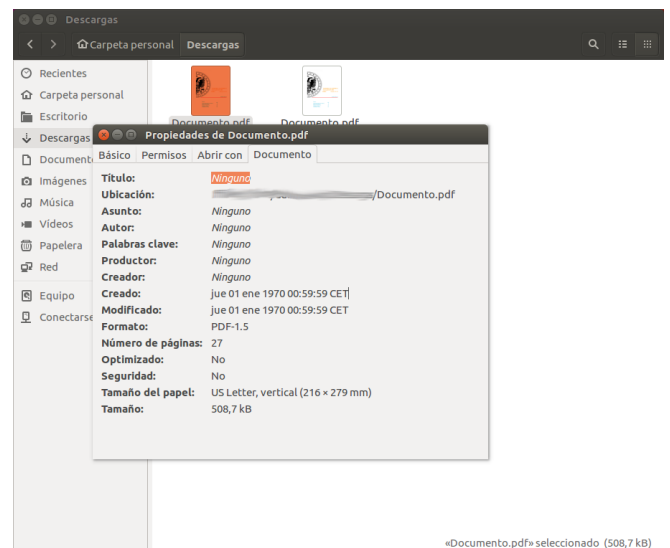 Descargas
Carpeta personal Descargas
Recientes
Carpeta personal
Escritorio
Descargas
Imágenes
Música
Vídeos
Papelera
Red
Equipo
Documento.pdf
Documento.pdf
Propiedades de Documento.pdf
Básico Permisos Abrir con Documento
Título: Ninguno
Ubicación: /Documento.pdf
Asunto: Ninguno
Autor: Ninguno
Palabras clave: Ninguno
Productor: Ninguno
Creador: Ninguno
Creado: jue 01 ene 1970 00:59:59 CET
Modificado: jue 01 ene 1970 00:59:59 CET
Formato: PDF-1.5
Número de páginas: 27
Optimizado: No
Seguridad: No
Tamaño del papel: US Letter, vertical (216 × 279 mm)
Tamaño: 508,7 kB
«Documento.pdf» seleccionado (508,7 kB)